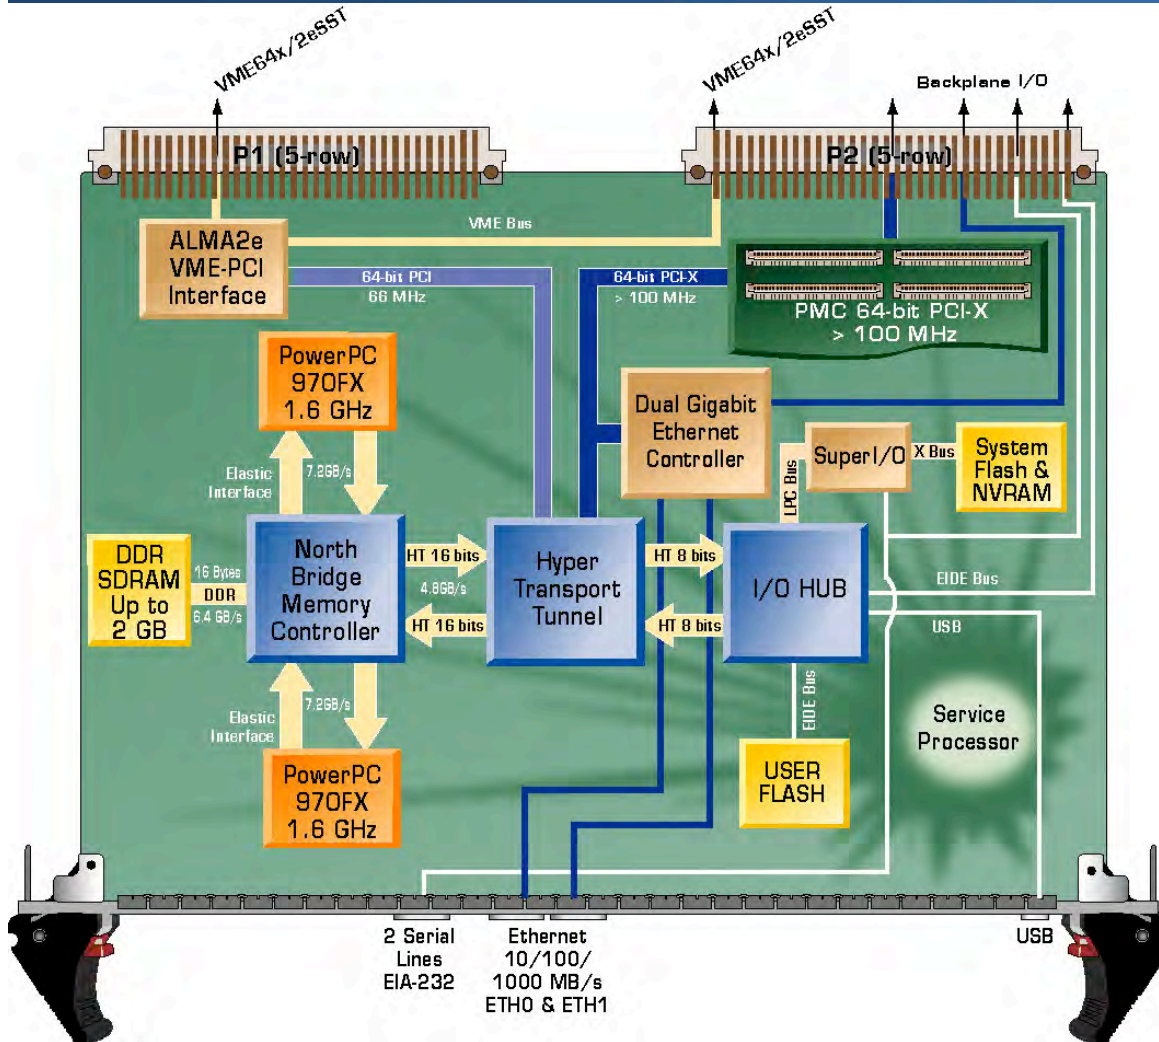 VME64x/2eSST
VME64x/2eSST
Backplane I/O
P1 (5-row)
P2 (5-row)
ALMA2e
VME-PCI
Interface
VME Bus
64-bit PCI
66 MHz
64-bit PCI-X
> 100 MHz
PMC 64-bit PCI-X
> 100 MHz
PowerPC
970FX
1.6 GHz
Dual Gigabit
Ethernet
Controller
SuperI/O
X Bus
System
Flash &
NVRAM
LPC Bus
Elastic
Interface
7.2GB/s
DDR
SDRAM
Up to
2 GB
16 Bytes
DDR
6.4 GB/s
North
Bridge
Memory
Controller
HT 16 bits
4.8GB/s
HT 16 bits
Hyper
Transport
Tunnel
HT 8 bits
HT 8 bits
I/O HUB
EIDE Bus
USB
Elastic
Interface
7.2GB/s
EIDE Bus
Service
Processor
PowerPC
970FX
1.6 GHz
USER
FLASH
2 Serial
Lines
EIA-232
Ethernet
10/100/
1000 MB/s
ETH0 & ETH1
USB